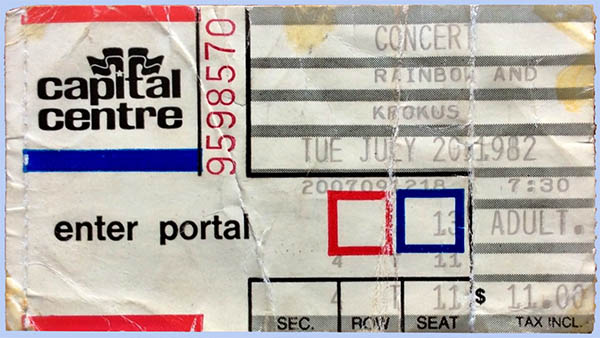 capital
centre
9598570
CONCERT
RAINBOW AND
KROKUS
TUE JULY 20 1982
2007091218 7:30
enter portal
13 ADULT.
4 T 11
4 T 11 $ 11.00
SEC. ROW SEAT TAX INCL.